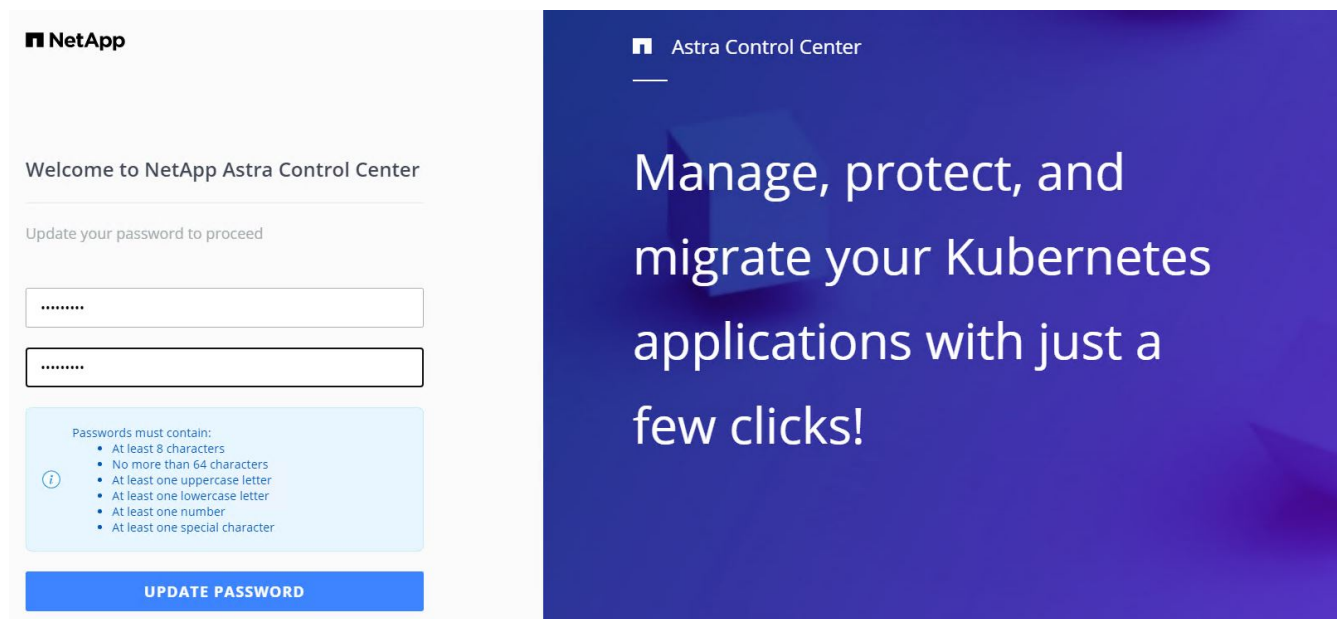 NetApp
Welcome to NetApp Astra Control Center
Update your password to proceed
•••••••••
•••••••••
Passwords must contain:
• At least 8 characters
• No more than 64 characters
• At least one uppercase letter
• At least one lowercase letter
• At least one number
• At least one special character
UPDATE PASSWORD
Astra Control Center
Manage, protect, and
migrate your Kubernetes
applications with just a
few clicks!